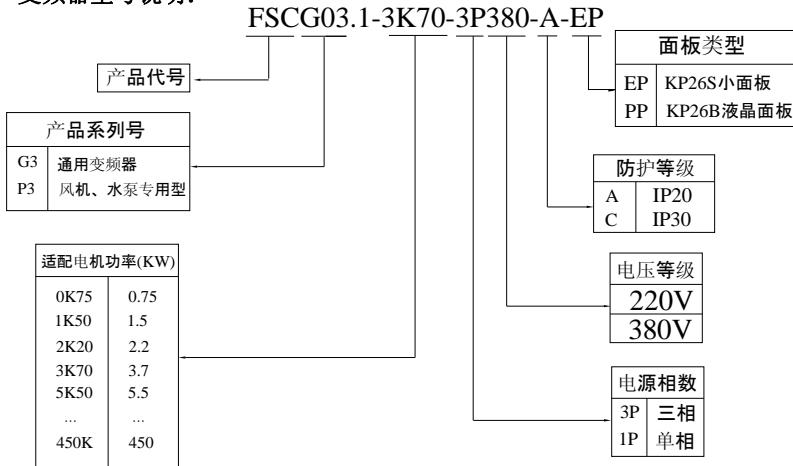 变频器型号说明:
FSCG03.1-3K70-3P380-A-EP
面板类型
EP KP26S小面板
PP KP26B液晶面板
产品代号
产品系列号
G3 通用变频器
P3 风机、水泵专用型
防护等级
A IP20
C IP30
适配电机功率(KW)
0K75 0.75
1K50 1.5
2K20 2.2
3K70 3.7
5K50 5.5
... ...
450K 450
电压等级
220V
380V
电源相数
3P 三相
1P 单相